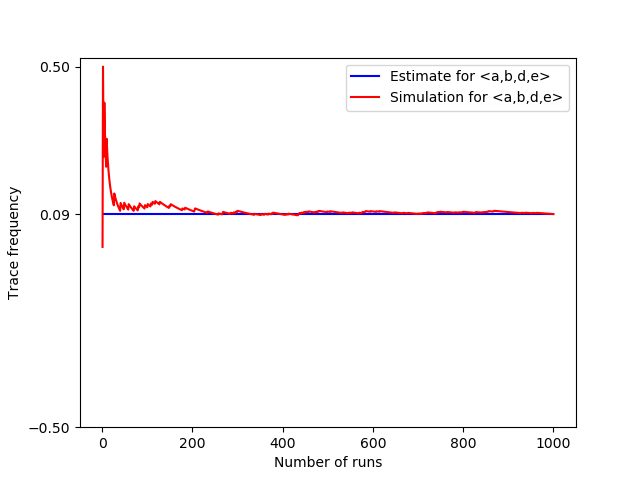 Estimate for <a,b,d,e>
Simulation for <a,b,d,e>
0.50
0.09
−0.50
Trace frequency
0 200 400 600 800 1000
Number of runs